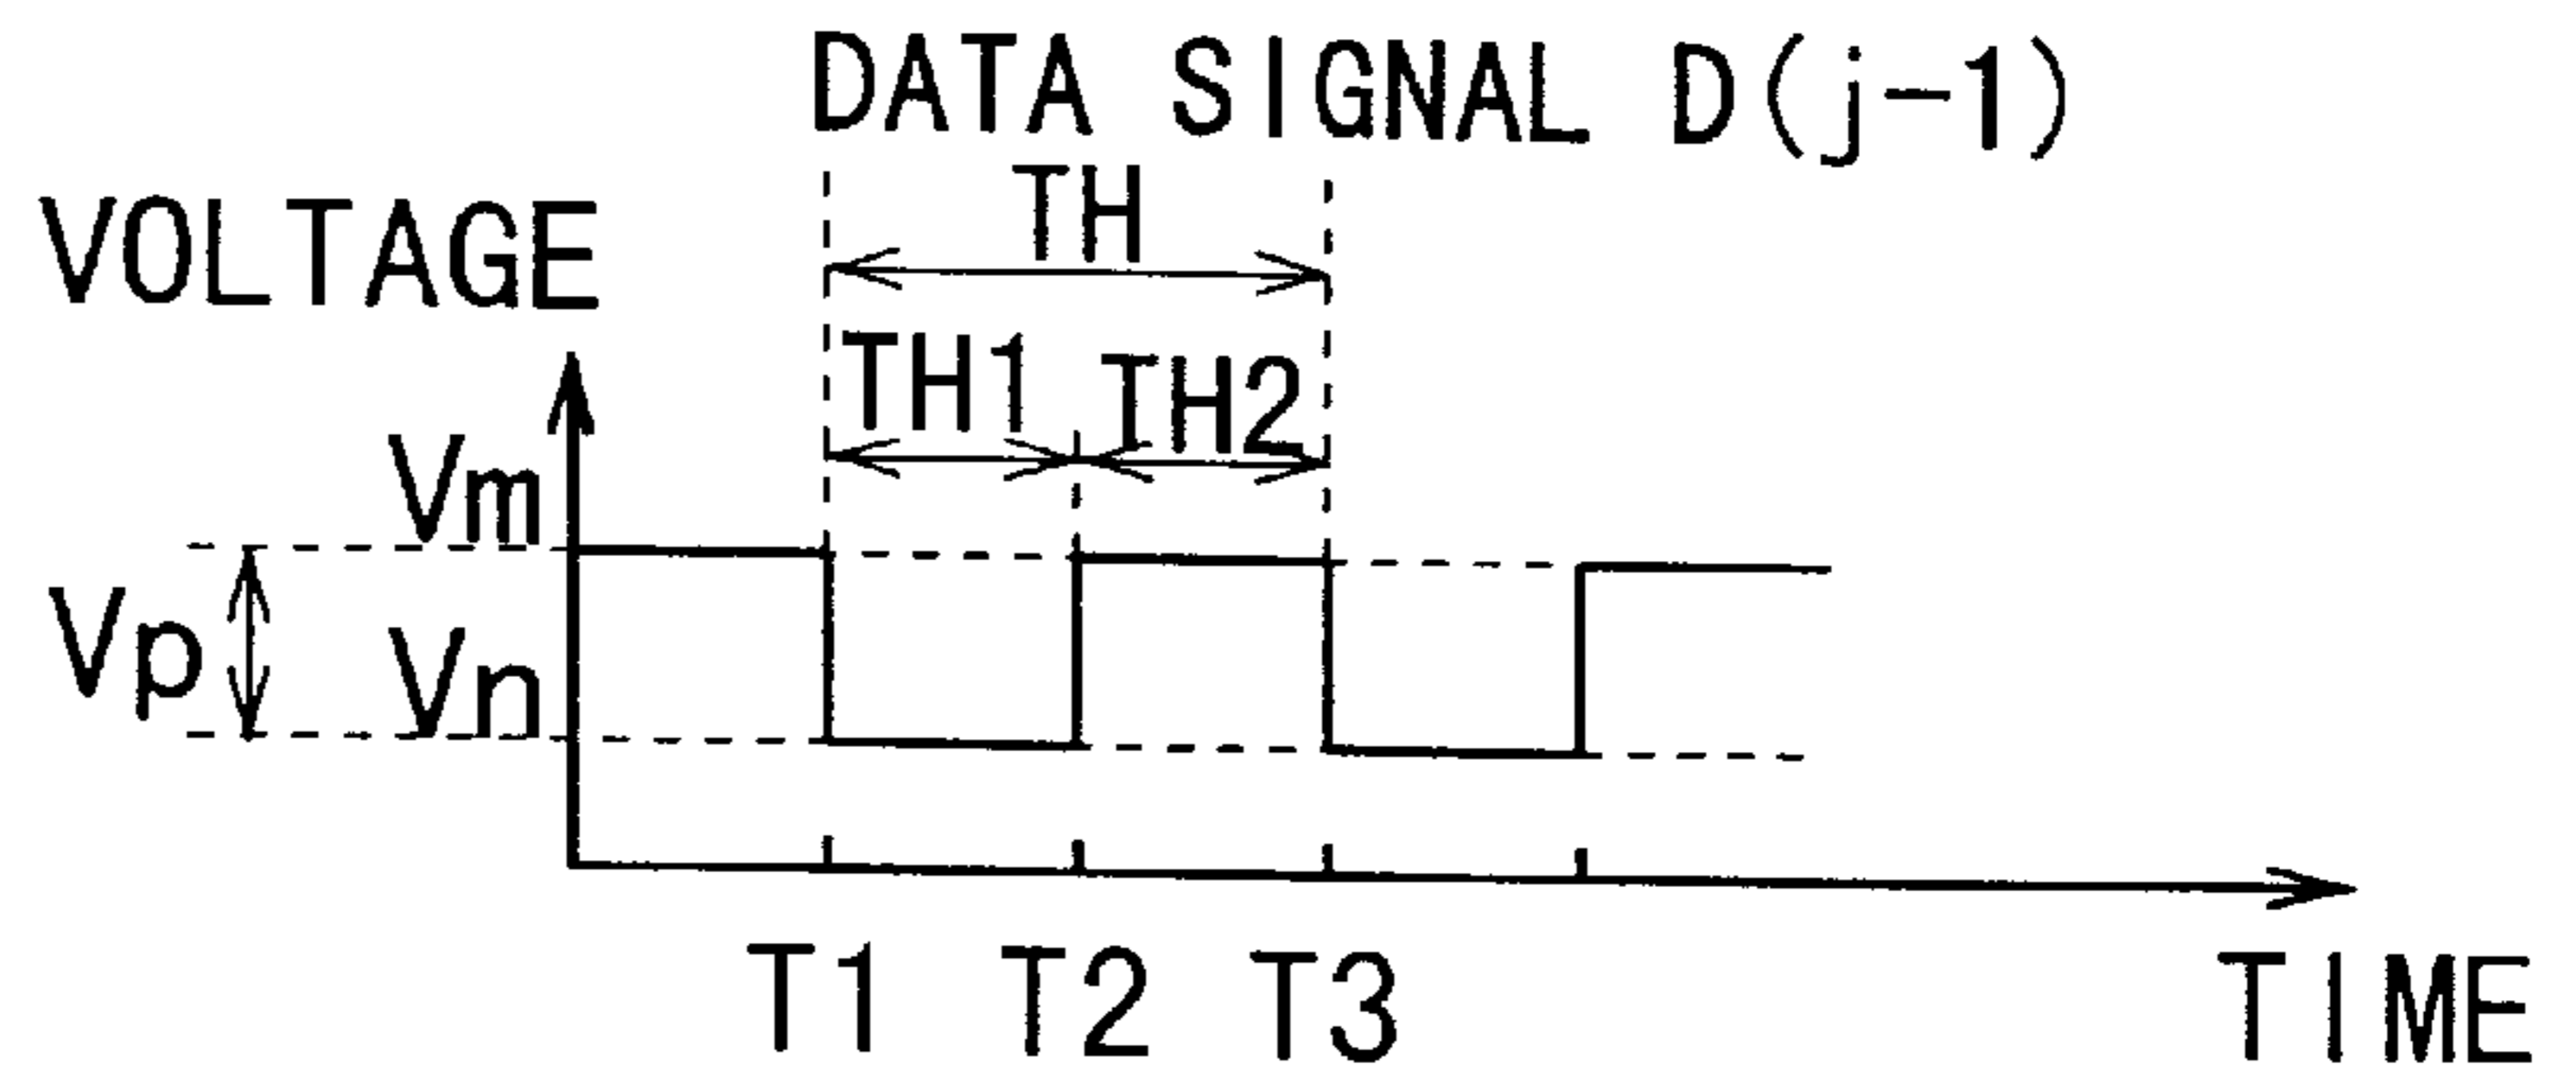 DATA SIGNAL D(j-1)
VOLTAGE
TH
TH1
TH2
Vm
Vp
Vn
T1 T2 T3
TIME